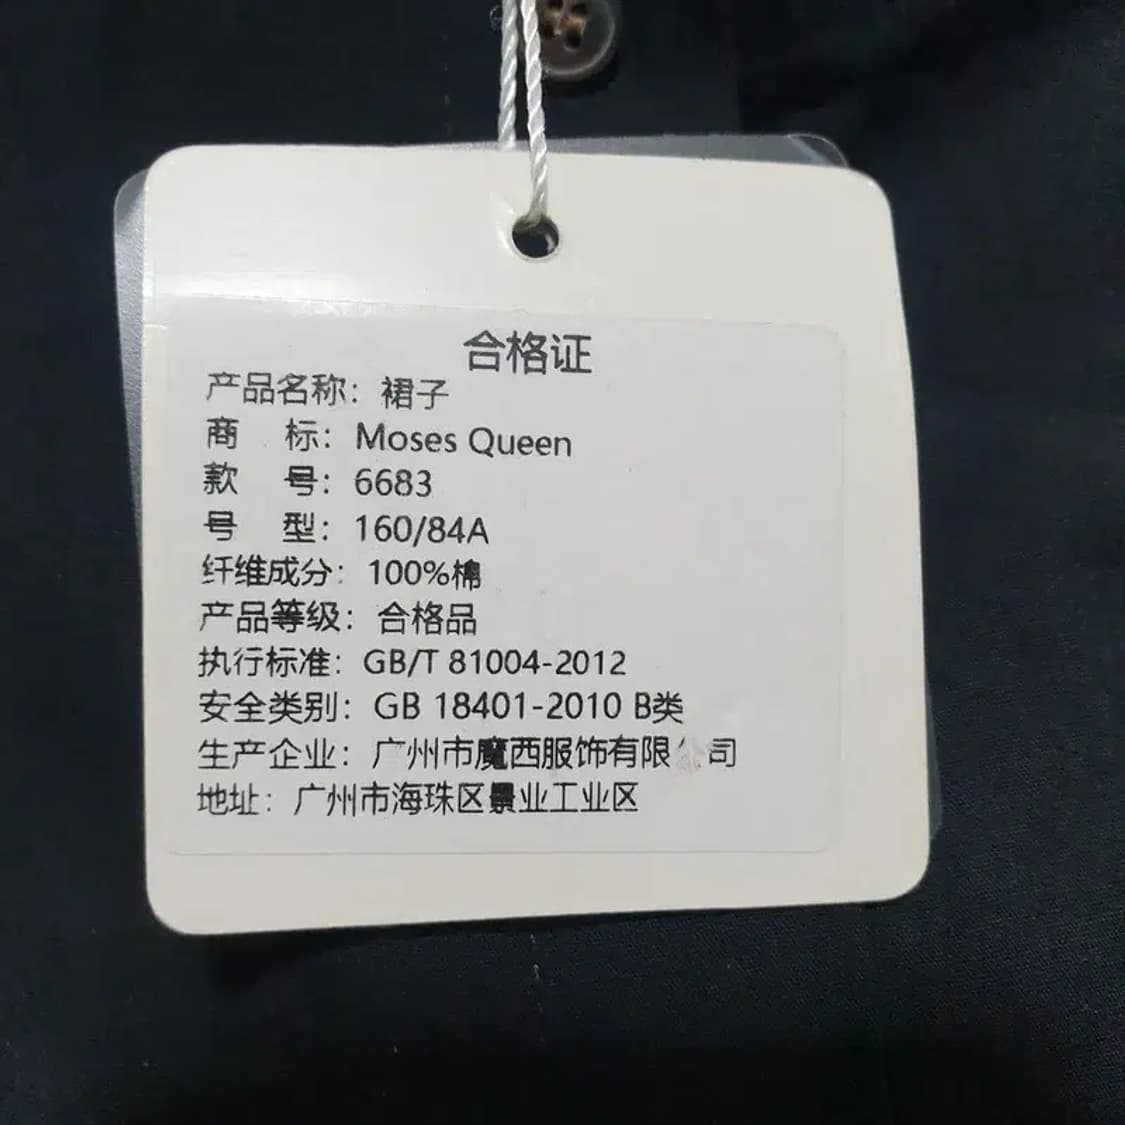 合格证
产品名称：裙子
商　标：Moses Queen
款　号：6683
号　型：160/84A
纤维成分：100%棉
产品等级：合格品
执行标准：GB/T 81004-2012
安全类别：GB 18401-2010 B类
生产企业：广州市魔西服饰有限 司
地址：广州市海珠区景业工业区